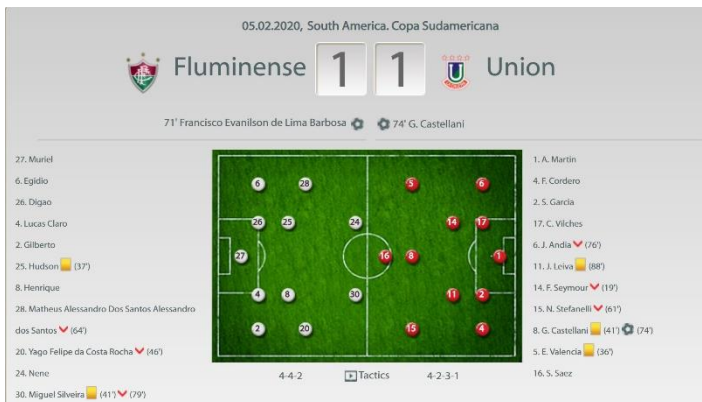 05.02.2020, South America. Copa Sudamericana
Fluminense 1 1 Union
71' Francisco Evanilson de Lima Barbosa 74' G. Castellani
27. Muriel
6. Egidio
26. Digao
4. Lucas Claro
2. Gilberto
25. Hudson (37')
8. Henrique
28. Matheus Alessandro Dos Santos Alessandro
dos Santos (64')
20. Yago Felipe da Costa Rocha (46')
24. Nene
30. Miguel Silveira (41') (79')
6 28 5 6
26 25 24 14 17
27 16 8 1
4 8 30 11 2
2 20 15 4
4-4-2 Tactics 4-2-3-1
1. A. Martin
4. F. Cordero
2. S. Garcia
17. C. Vilches
6. J. Andia (76')
11. J. Leiva (88')
14. F. Seymour (19')
15. N. Stefanelli (61')
8. G. Castellani (41') (74')
5. E. Valencia (36')
16. S. Saez